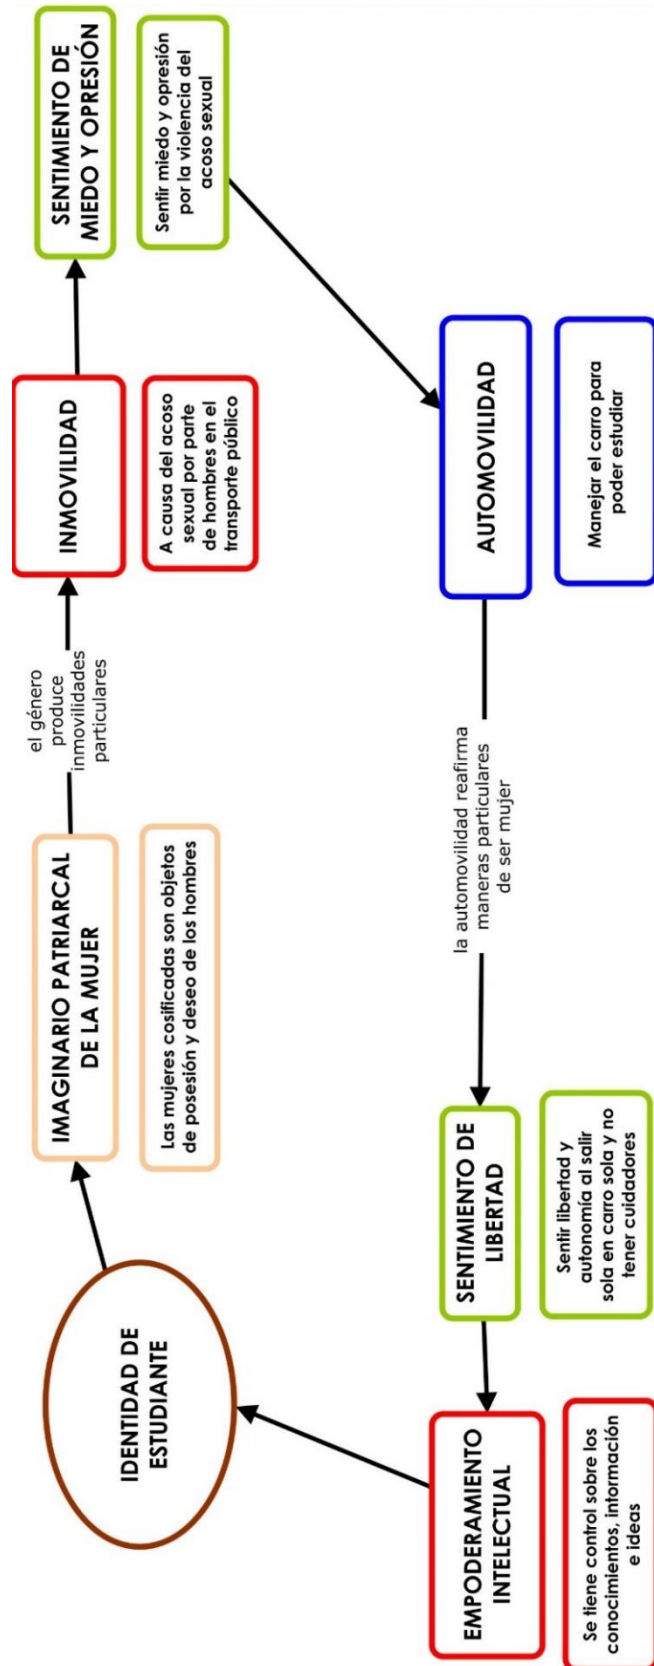 IDENTIDAD DE
ESTUDIANTE
IMAGINARIO PATRIARCAL
DE LA MUJER
Las mujeres cosificadas son objetos
de posesión y deseo de los hombres
el género
produce
inmovilidades
particulares
INMOVILIDAD
A causa del acoso
sexual por parte
de hombres en el
transporte público
SENTIMIENTO DE
MIEDO Y OPRESIÓN
Sentir miedo y opresión
por la violencia del
acoso sexual
AUTOMOVILIDAD
Manejar el carro para
poder estudiar
la automovilidad reafirma
maneras particulares
de ser mujer
SENTIMIENTO DE
LIBERTAD
Sentir libertad y
autonomía al salir
sola en carro sola y no
tener cuidadores
EMPODERAMIENTO
INTELECTUAL
Se tiene control sobre los
conocimientos, información
e ideas